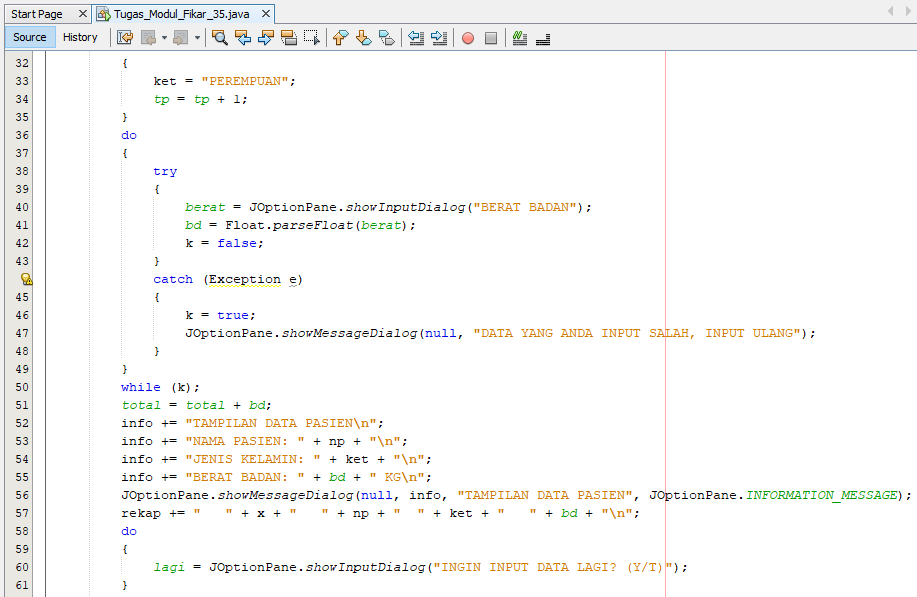 Start Page
Tugas_Modul_Fikar_35.java
Source History
32 {
33 ket = "PEREMPUAN";
34 tp = tp + 1;
35 }
36 do
37 {
38 try
39 {
40 berat = JOptionPane.showInputDialog("BERAT BADAN");
41 bd = Float.parseFloat(berat);
42 k = false;
43 }
catch (Exception e)
45 {
46 k = true;
47 JOptionPane.showMessageDialog(null, "DATA YANG ANDA INPUT SALAH, INPUT ULANG");
48 }
49 }
50 while (k);
51 total = total + bd;
52 info += "TAMPILAN DATA PASIEN\n";
53 info += "NAMA PASIEN: " + np + "\n";
54 info += "JENIS KELAMIN: " + ket + "\n";
55 info += "BERAT BADAN: " + bd + " KG\n";
56 JOptionPane.showMessageDialog(null, info, "TAMPILAN DATA PASIEN", JOptionPane.INFORMATION_MESSAGE);
57 rekap += "   " + x + "   " + np + "  " + ket + "   " + bd + "\n";
58 do
59 {
60 lagi = JOptionPane.showInputDialog("INGIN INPUT DATA LAGI? (Y/T)");
61 }